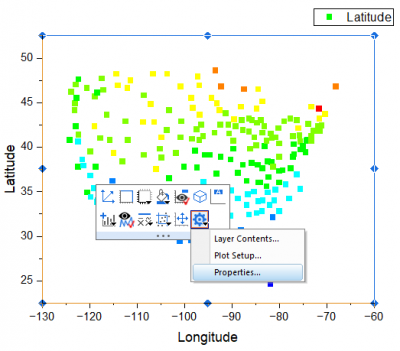 Latitude
50
45
40
35
30
25
Latitude
A
Layer Contents...
Plot Setup...
Properties...
−130 −120 −110 −100 −90 −80 −70 −60
Longitude